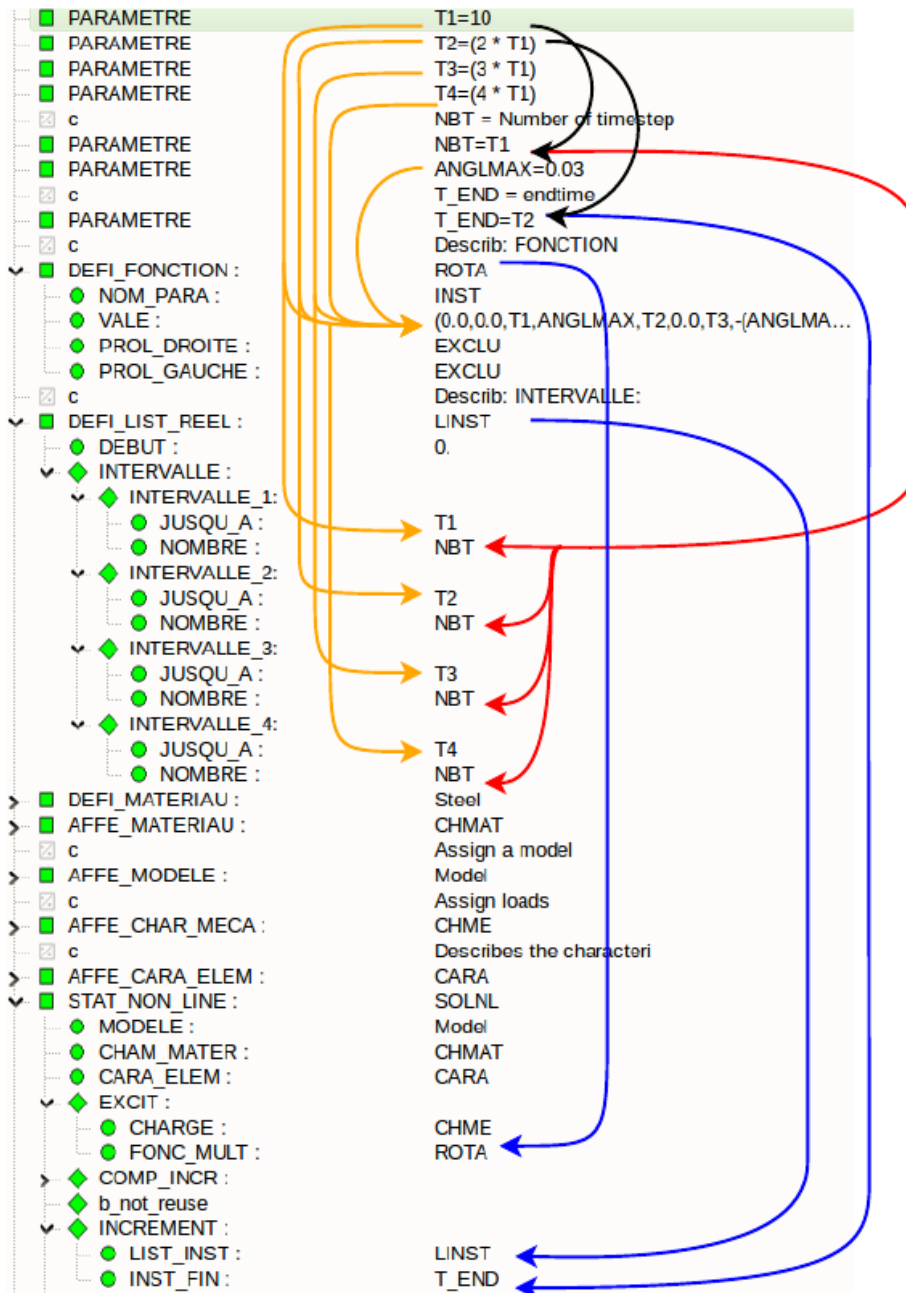 PARAMETRE T1=10
PARAMETRE T2=(2 * T1)
PARAMETRE T3=(3 * T1)
PARAMETRE T4=(4 * T1)
c NBT = Number of timestep
PARAMETRE NBT=T1
PARAMETRE ANGLMAX=0.03
c T_END = endtime
PARAMETRE T_END=T2
c Describ: FONCTION
DEFI_FONCTION : ROTA
NOM_PARA : INST
VALE : (0.0,0.0,T1,ANGLMAX,T2,0.0,T3,-(ANGLMA...
PROL_DROITE : EXCLU
PROL_GAUCHE : EXCLU
c Describ: INTERVALLE:
DEFI_LIST_REEL : LINST
DEBUT : 0.
INTERVALLE :
INTERVALLE_1:
JUSQU_A : T1
NOMBRE : NBT
INTERVALLE_2:
JUSQU_A : T2
NOMBRE : NBT
INTERVALLE_3:
JUSQU_A : T3
NOMBRE : NBT
INTERVALLE_4:
JUSQU_A : T4
NOMBRE : NBT
DEFI_MATERIAU : Steel
AFFE_MATERIAU : CHMAT
c Assign a model
AFFE_MODELE : Model
c Assign loads
AFFE_CHAR_MECA : CHME
c Describes the characteri
AFFE_CARA_ELEM : CARA
STAT_NON_LINE : SOLNL
MODELE : Model
CHAM_MATER : CHMAT
CARA_ELEM : CARA
EXCIT :
CHARGE : CHME
FONC_MULT : ROTA
COMP_INCR :
b_not_reuse
INCREMENT :
LIST_INST : LINST
INST_FIN : T_END